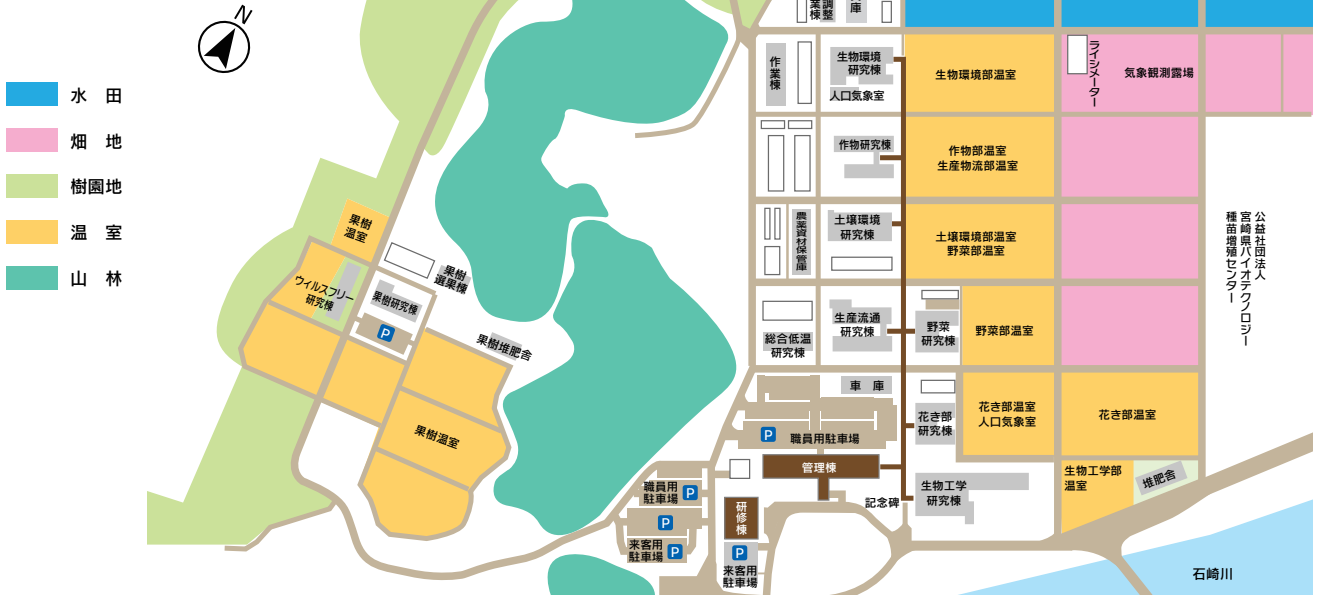 N
水 田
畑 地
樹園地
温 室
山 林
業棟
調整
庫
作業棟
生物環境
研究棟
人口気象室
生物環境部温室
ライシメーター
気象観測露場
作物研究棟
作物部温室
生産物流部温室
農薬資材保管庫
土壌環境
研究棟
土壌環境部温室
野菜部温室
公益社団法人
宮崎県バイオテクノロジー
種苗増殖センター
果樹
温室
ウイルスフリー
研究棟
果樹
選果棟
果樹研究棟
P
果樹堆肥舎
果樹温室
総合低温
研究棟
生産流通
研究棟
野菜
研究棟
野菜部温室
車 庫
花き部
研究棟
花き部温室
人口気象室
花き部温室
P
職員用駐車場
管理棟
生物工学
研究棟
生物工学部
温室
堆肥舎
記念碑
職員用
駐車場
P
P
来客用
駐車場
P
研修棟
P
来客用
駐車場
石崎川